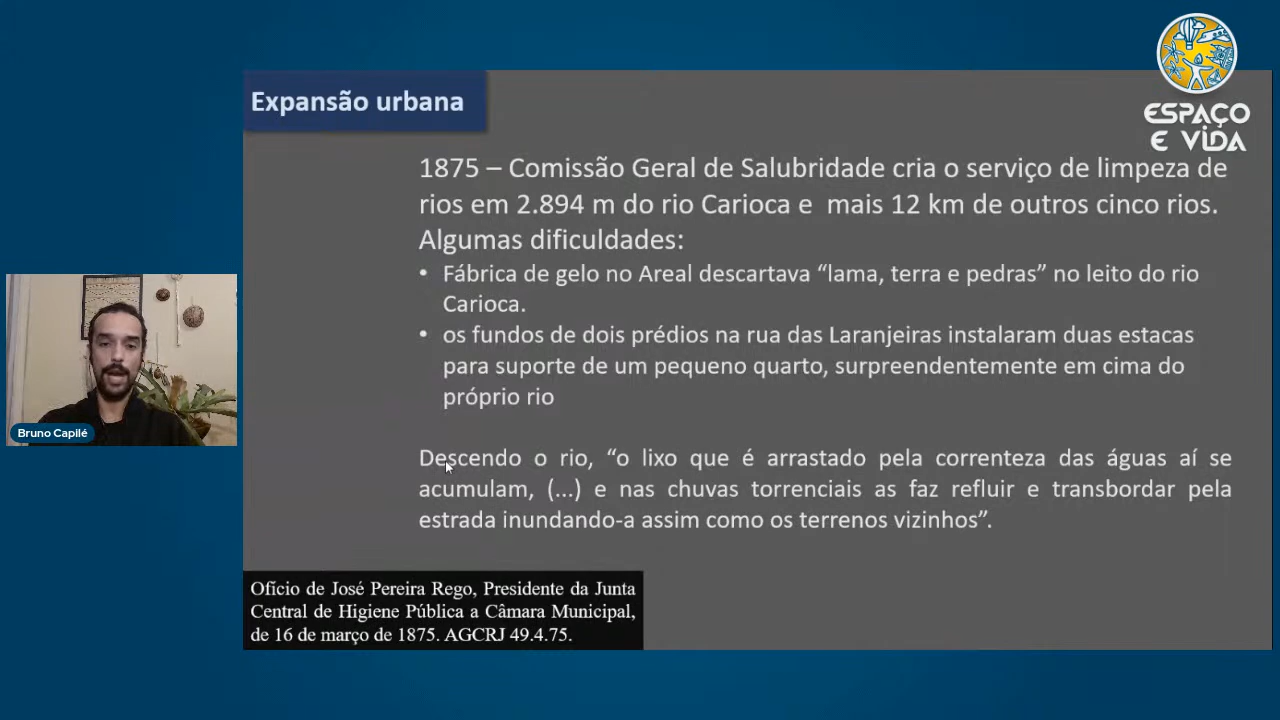 ESPAÇO
E VIDA
Expansão urbana
1875 – Comissão Geral de Salubridade cria o serviço de limpeza de
rios em 2.894 m do rio Carioca e  mais 12 km de outros cinco rios.
Algumas dificuldades:
• Fábrica de gelo no Areal descartava “lama, terra e pedras” no leito do rio
Carioca.
• os fundos de dois prédios na rua das Laranjeiras instalaram duas estacas
para suporte de um pequeno quarto, surpreendentemente em cima do
próprio rio
Descendo o rio, “o lixo que é arrastado pela correnteza das águas aí se
acumulam, (...) e nas chuvas torrenciais as faz refluir e transbordar pela
estrada inundando-a assim como os terrenos vizinhos”.
Bruno Capilé
Ofício de José Pereira Rego, Presidente da Junta
Central de Higiene Pública a Câmara Municipal,
de 16 de março de 1875. AGCRJ 49.4.75.